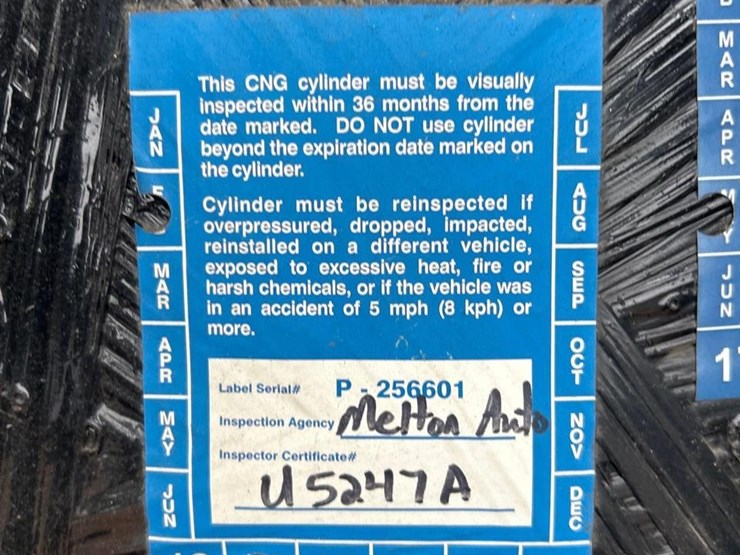 This CNG cylinder must be visually
inspected within 36 months from the
date marked. DO NOT use cylinder
beyond the expiration date marked on
the cylinder.
Cylinder must be reinspected if
overpressured, dropped, impacted,
reinstalled on a different vehicle,
exposed to excessive heat, fire or
harsh chemicals, or if the vehicle was
in an accident of 5 mph (8 kph) or
more.
Label Serial# P - 256601
Inspection Agency Melton Auto
Inspector Certificate#
U5247A
JAN
MAR
APR
MAY
JUN
JUL
AUG
SEP
OCT
NOV
DEC
MAR
APR
JUN